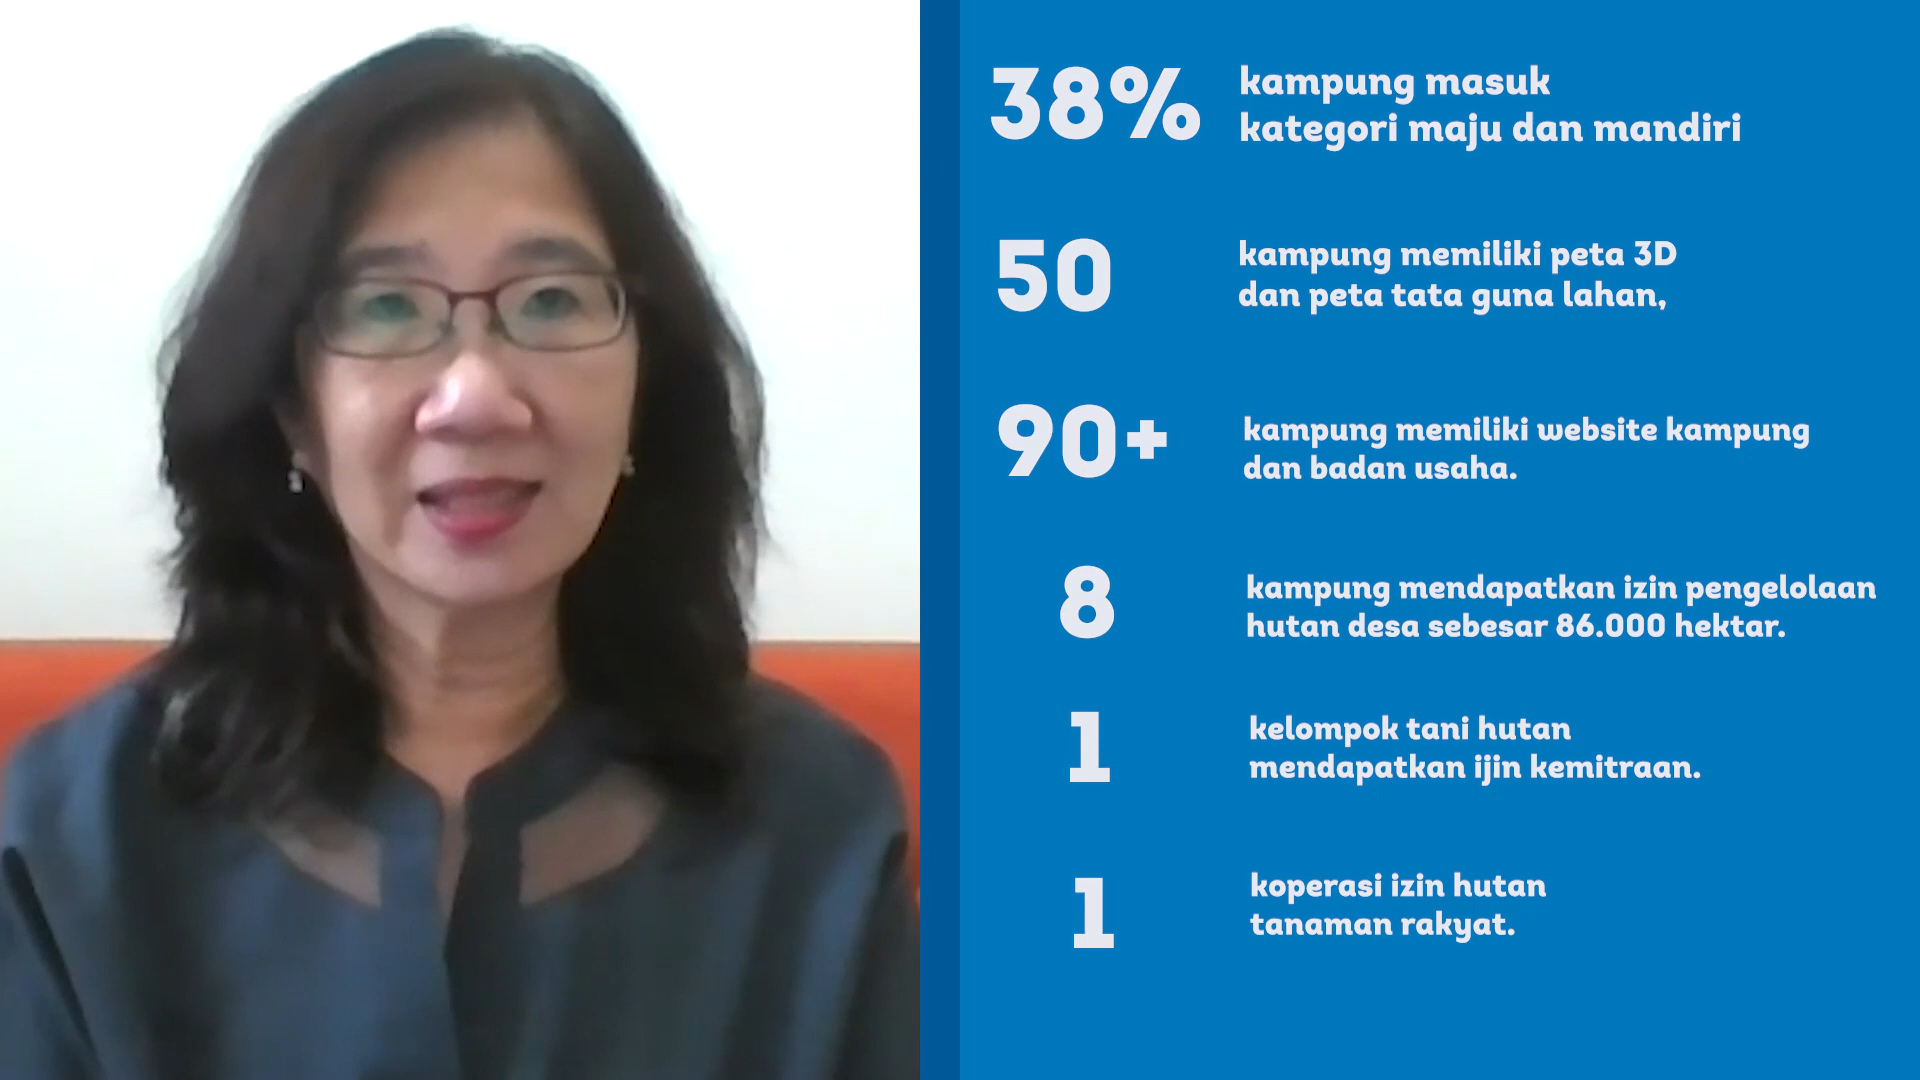 38%
kampung masuk
kategori maju dan mandiri
50
kampung memiliki peta 3D
dan peta tata guna lahan,
90+
kampung memiliki website kampung
dan badan usaha.
8
kampung mendapatkan izin pengelolaan
hutan desa sebesar 86.000 hektar.
1
kelompok tani hutan
mendapatkan ijin kemitraan.
1
koperasi izin hutan
tanaman rakyat.